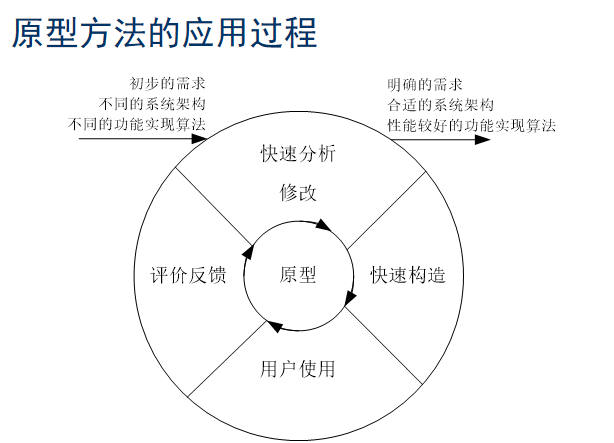 原型方法的应用过程
初步的需求
不同的系统架构
不同的功能实现算法
明确的需求
合适的系统架构
性能较好的功能实现算法
快速分析
修改
评价反馈
原型
快速构造
用户使用